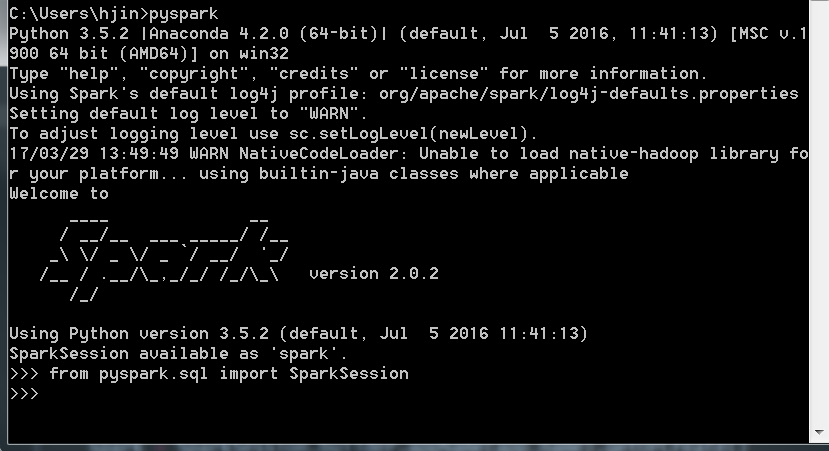 C:\Users\hjin>pyspark
Python 3.5.2 |Anaconda 4.2.0 (64-bit)| (default, Jul  5 2016, 11:41:13) [MSC v.1
900 64 bit (AMD64)] on win32
Type "help", "copyright", "credits" or "license" for more information.
Using Spark's default log4j profile: org/apache/spark/log4j-defaults.properties
Setting default log level to "WARN".
To adjust logging level use sc.setLogLevel(newLevel).
17/03/29 13:49:49 WARN NativeCodeLoader: Unable to load native-hadoop library fo
r your platform... using builtin-java classes where applicable
Welcome to
      ____              __
     / __/__  ___ _____/ /__
    _\ \/ _ \/ _ `/ __/  '_/
   /__ / .__/\_,_/_/ /_/\_\   version 2.0.2
      /_/
Using Python version 3.5.2 (default, Jul  5 2016 11:41:13)
SparkSession available as 'spark'.
>>> from pyspark.sql import SparkSession
>>>